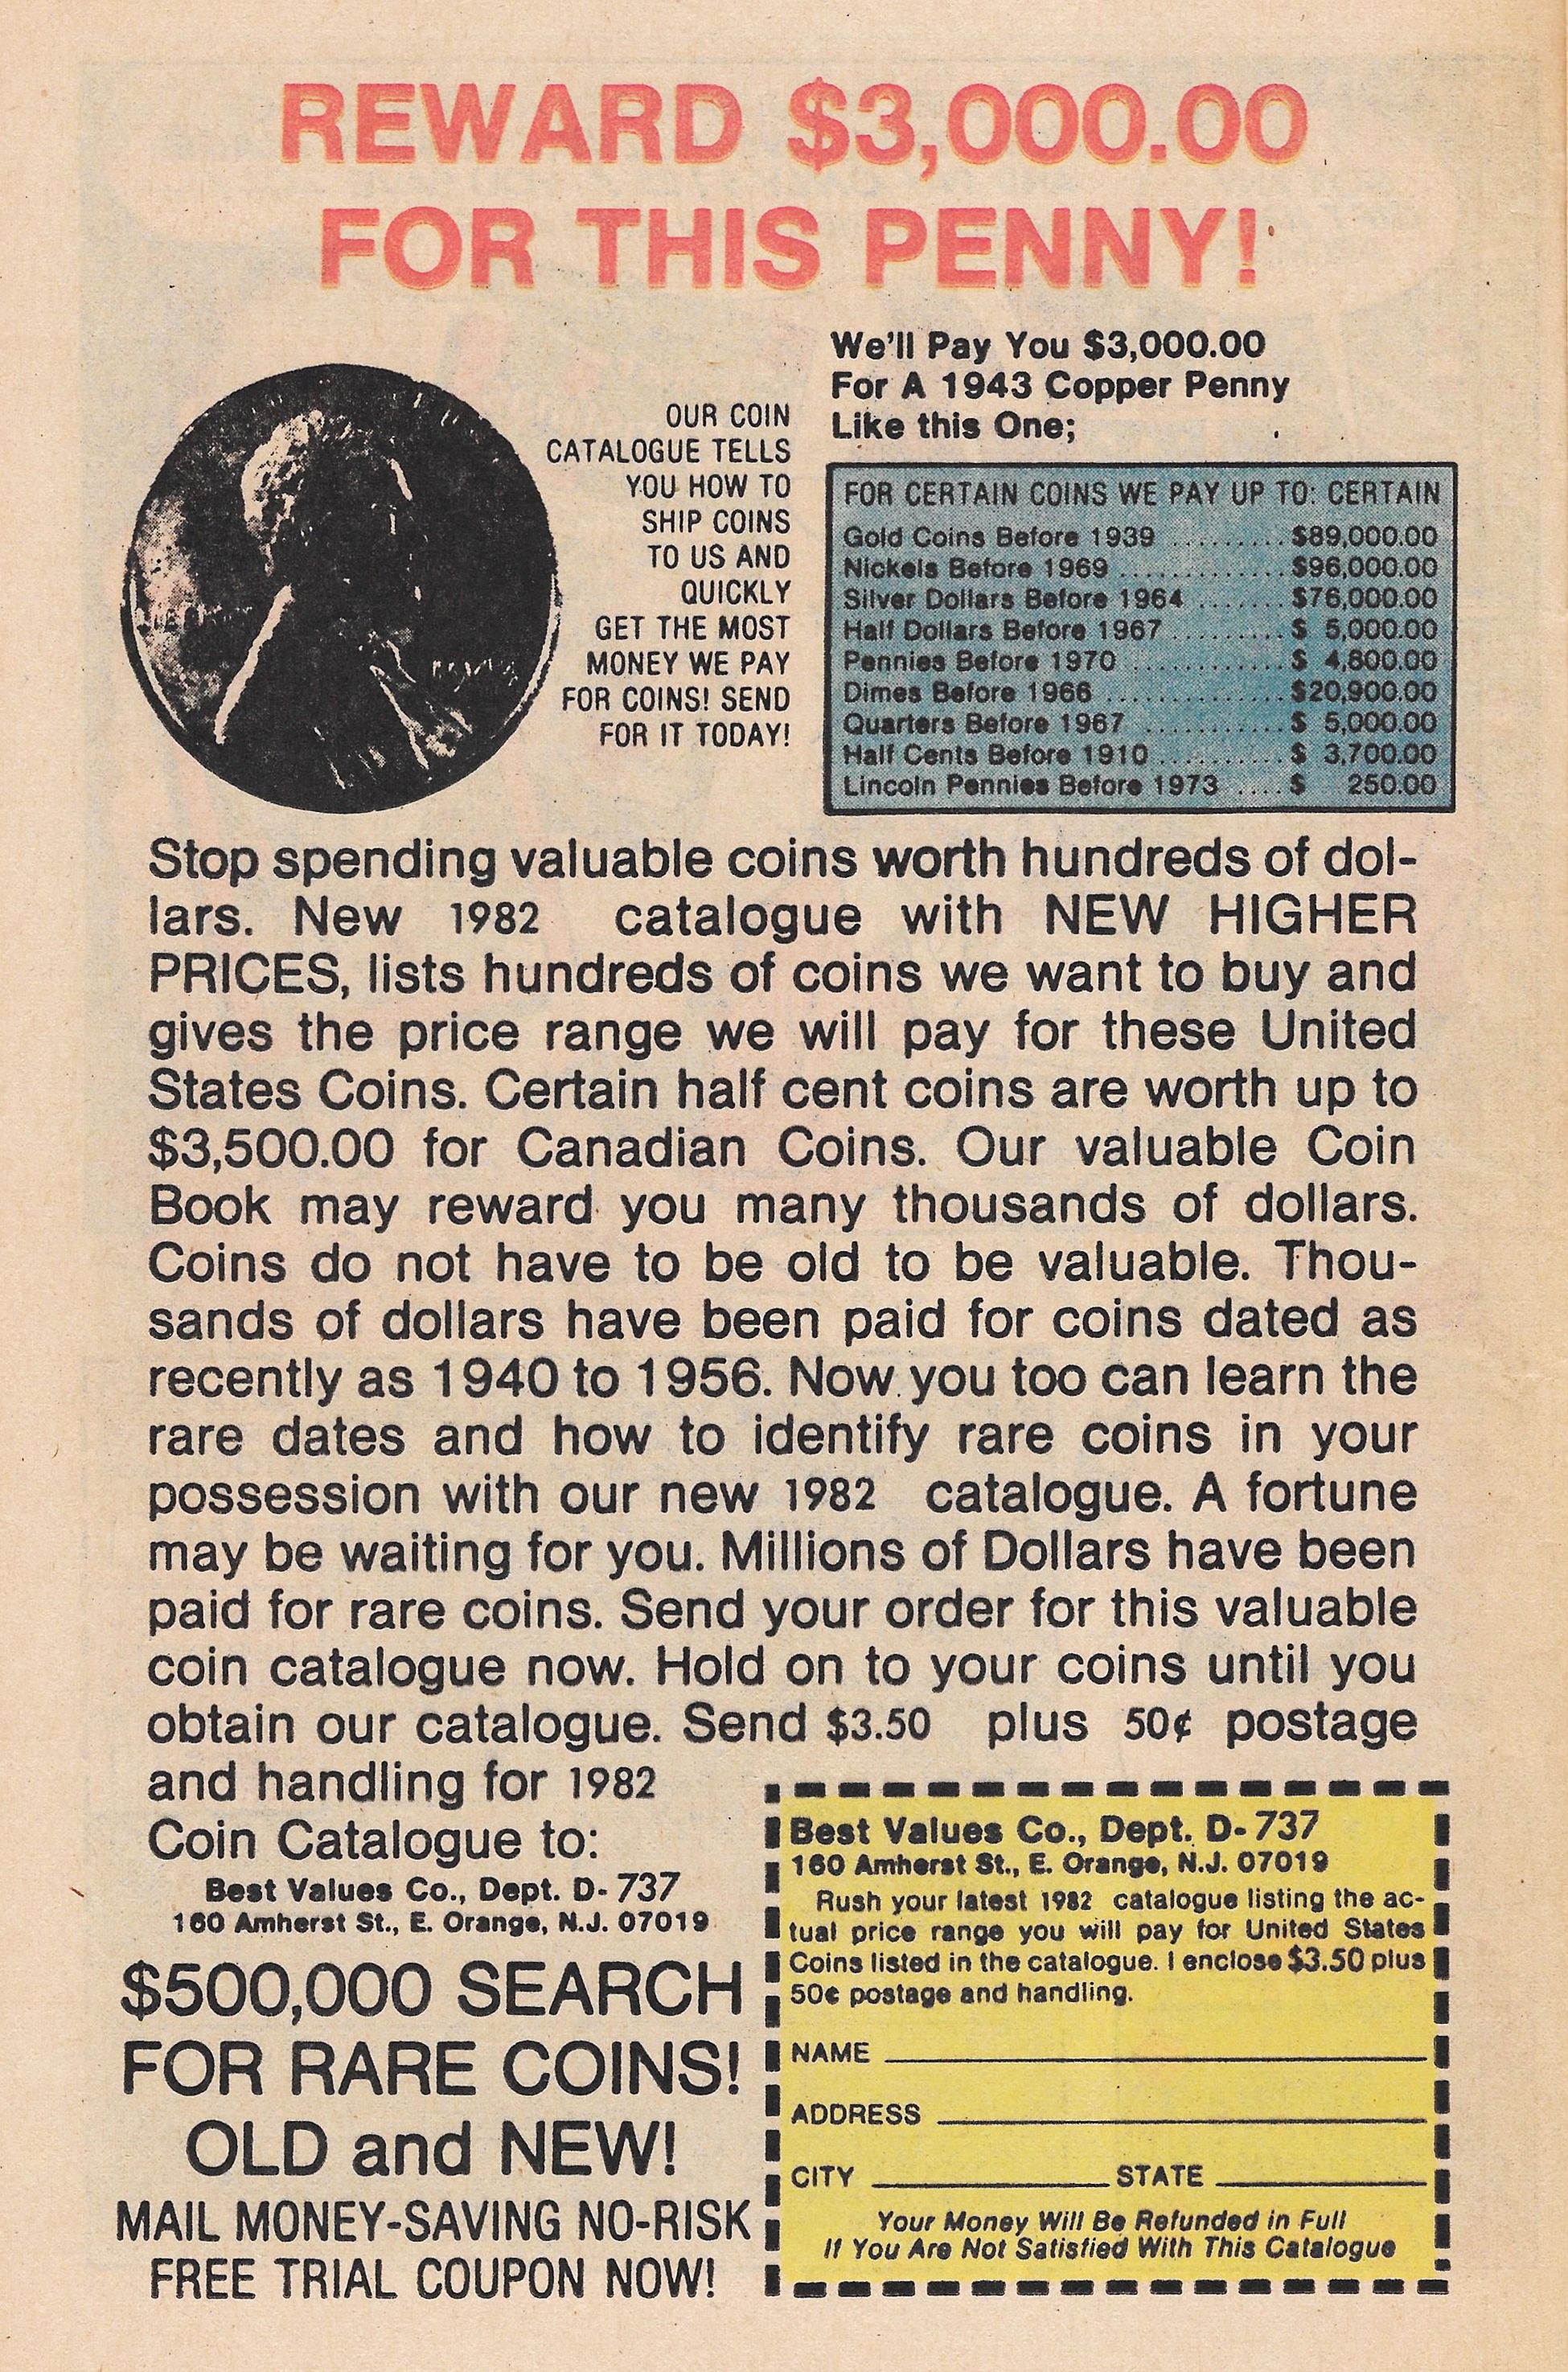 REWARD $3,000.00
FOR THIS PENNY!
We'll Pay You $3,000.00
For A 1943 Copper Penny
Like this One;
OUR COIN
CATALOGUE TELLS
YOU HOW TO
SHIP COINS
TO US AND
QUICKLY
GET THE MOST
MONEY WE PAY
FOR COINS! SEND
FOR IT TODAY!
FOR CERTAIN COINS WE PAY UP TO: CERTAIN
Gold Coins Before 1939 ......... $89,000.00
Nickels Before 1969 ............. $96,000.00
Silver Dollars Before 1964 ....... $76,000.00
Half Dollars Before 1967 ......... $ 5,000.00
Pennies Before 1970 ............ $ 4,800.00
Dimes Before 1966 .............. $20,900.00
Quarters Before 1967 ........... $ 5,000.00
Half Cents Before 1910 .......... $ 3,700.00
Lincoln Pennies Before 1973 .... $ 250.00
Stop spending valuable coins worth hundreds of dol-
lars. New 1982 catalogue with NEW HIGHER
PRICES, lists hundreds of coins we want to buy and
gives the price range we will pay for these United
States Coins. Certain half cent coins are worth up to
$3,500.00 for Canadian Coins. Our valuable Coin
Book may reward you many thousands of dollars.
Coins do not have to be old to be valuable. Thou-
sands of dollars have been paid for coins dated as
recently as 1940 to 1956. Now you too can learn the
rare dates and how to identify rare coins in your
possession with our new 1982 catalogue. A fortune
may be waiting for you. Millions of Dollars have been
paid for rare coins. Send your order for this valuable
coin catalogue now. Hold on to your coins until you
obtain our catalogue. Send $3.50 plus 50¢ postage
and handling for 1982
Coin Catalogue to:
Best Values Co., Dept. D-737
160 Amherst St., E. Orange, N.J. 07019
$500,000 SEARCH
FOR RARE COINS!
OLD and NEW!
MAIL MONEY-SAVING NO-RISK
FREE TRIAL COUPON NOW!
Best Values Co., Dept. D-737
160 Amherst St., E. Orange, N.J. 07019
Rush your latest 1982 catalogue listing the ac-
tual price range you will pay for United States
Coins listed in the catalogue. I enclose $3.50 plus
50¢ postage and handling.
NAME
ADDRESS
CITY STATE
Your Money Will Be Refunded in Full
If You Are Not Satisfied With This Catalogue